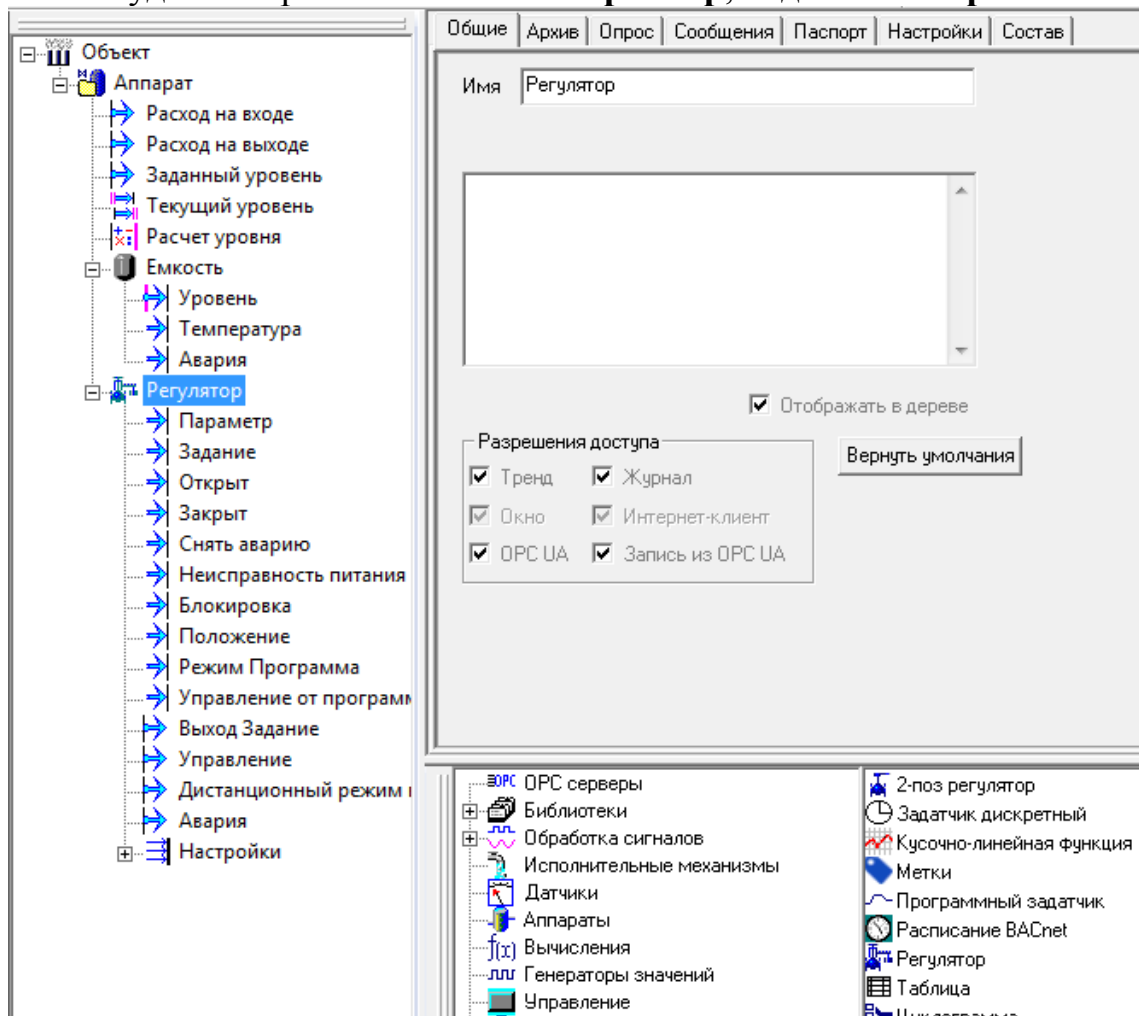 Общие Архив Опрос Сообщения Паспорт Настройки Состав
Объект
Аппарат
Расход на входе
Расход на выходе
Заданный уровень
Текущий уровень
Расчет уровня
Емкость
Уровень
Температура
Авария
Регулятор
Параметр
Задание
Открыт
Закрыт
Снять аварию
Неисправность питания
Блокировка
Положение
Режим Программа
Управление от програм
Выход Задание
Управление
Дистанционный режим
Авария
Настройки
Имя Регулятор
Отображать в дереве
Разрешения доступа
Вернуть умолчания
Тренд Журнал
Окно Интернет-клиент
OPC UA Запись из OPC UA
OPC OPC серверы
Библиотеки
Обработка сигналов
Исполнительные механизмы
Датчики
Аппараты
f(x) Вычисления
Генераторы значений
Управление
2-поз регулятор
Задатчик дискретный
Кусочно-линейная функция
Метки
Программный задатчик
Расписание BACnet
Регулятор
Таблица